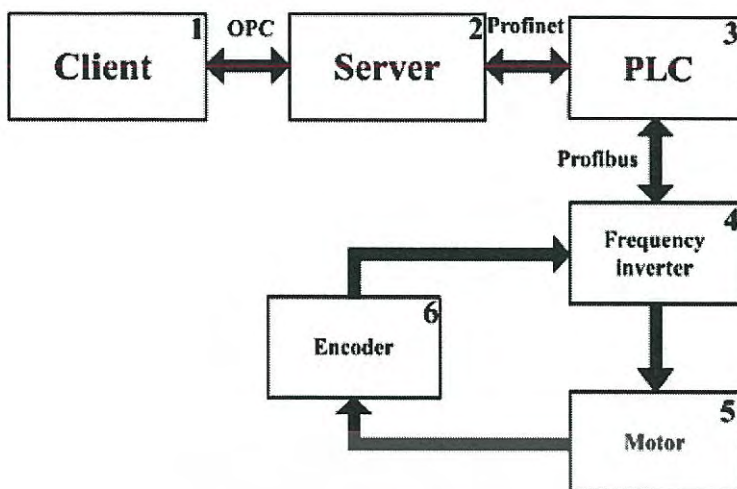 1
OPC
2
Profinet
3
Client
Server
PLC
Profibus
4
Frequency
inverter
6
Encoder
5
Motor